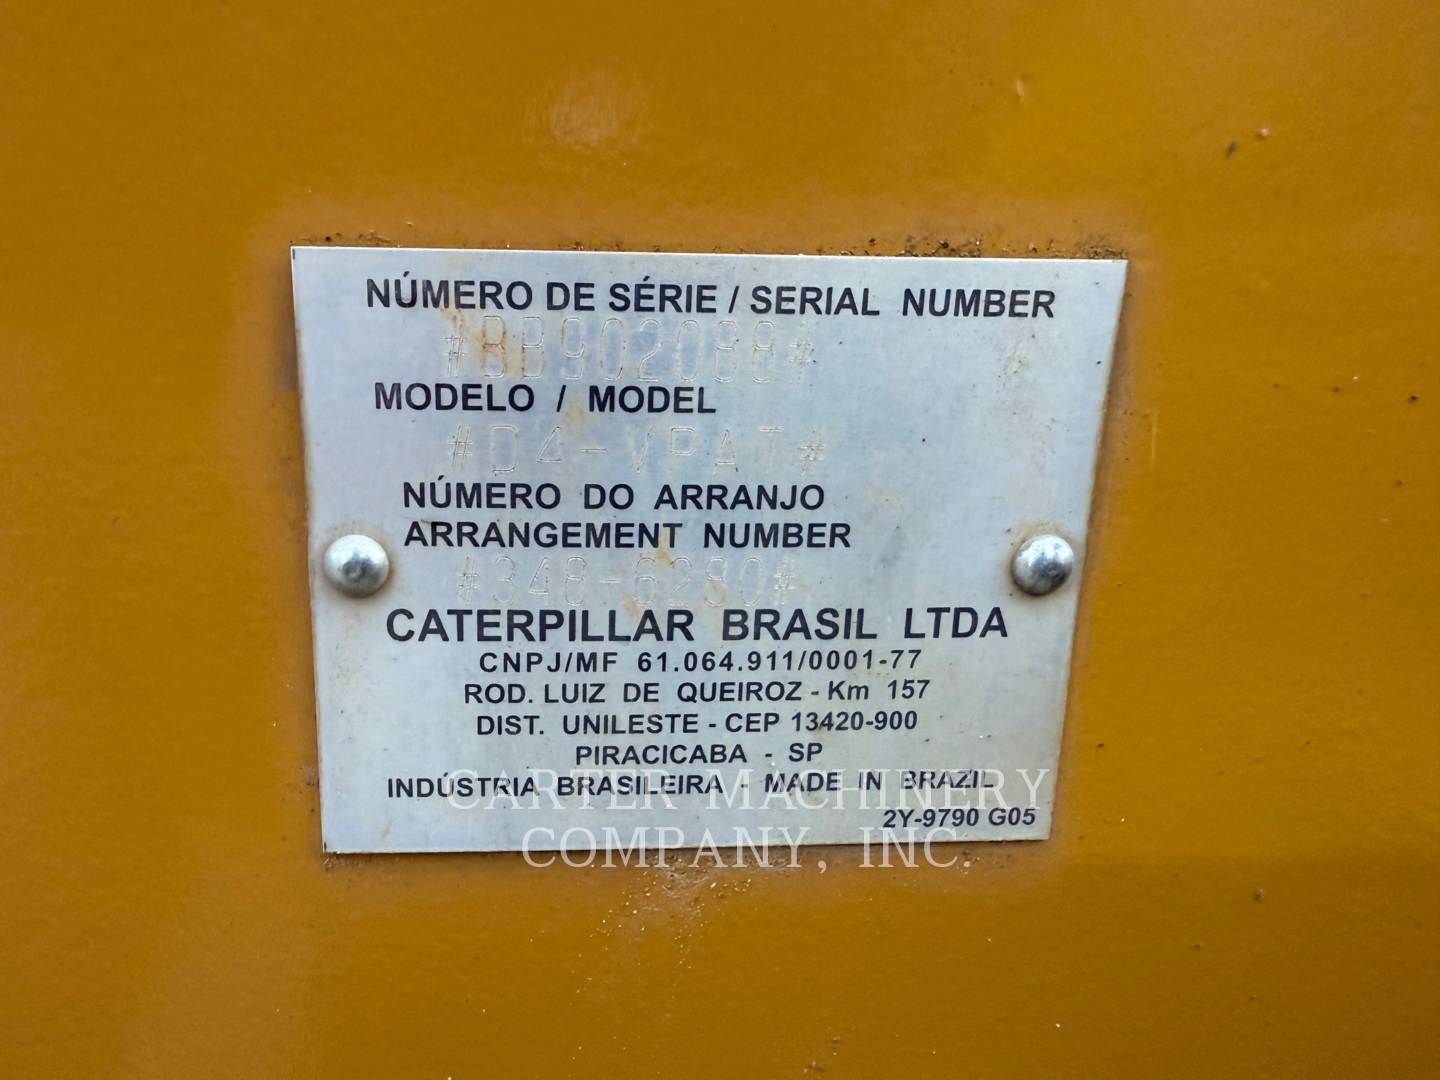 NÚMERO DE SÉRIE / SERIAL NUMBER
#BB902088#
MODELO / MODEL
#D4-VPAT#
NÚMERO DO ARRANJO
ARRANGEMENT NUMBER
#348-6280#
CATERPILLAR BRASIL LTDA
CNPJ/MF 61.064.911/0001-77
ROD. LUIZ DE QUEIROZ - Km 157
DIST. UNILESTE - CEP 13420-900
PIRACICABA - SP
INDÚSTRIA BRASILEIRA - MADE IN BRAZIL
2Y-9790 G05
CARTER MACHINERY
COMPANY, INC.